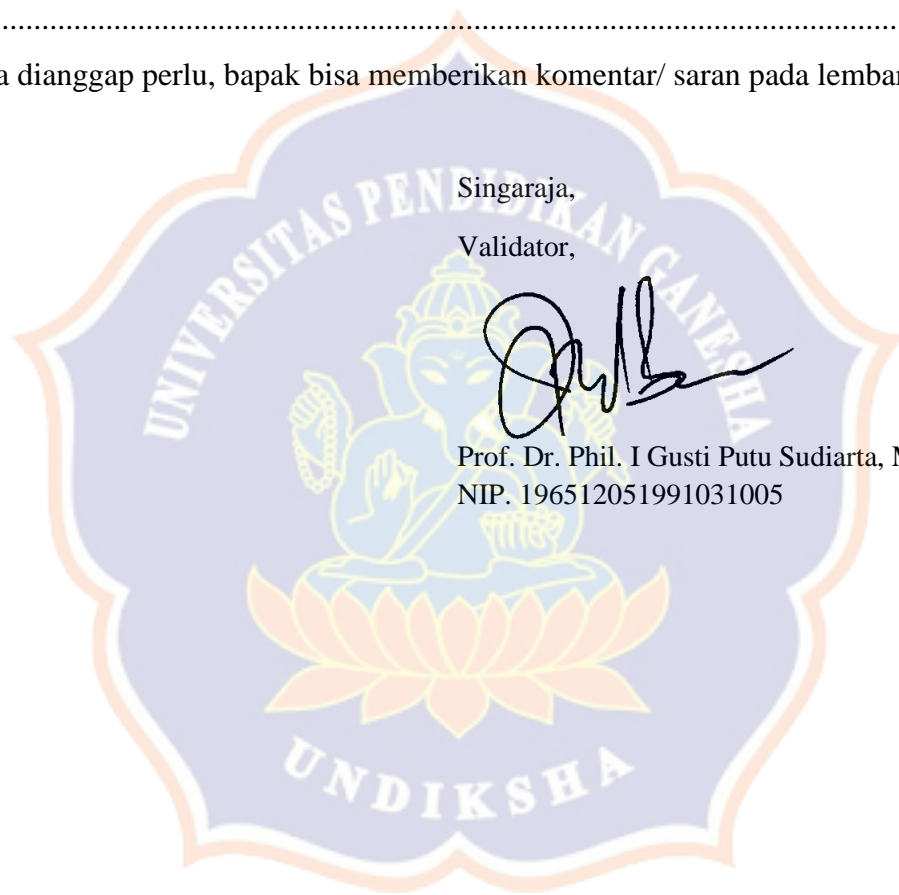 ................................................................................................................
a dianggap perlu, bapak bisa memberikan komentar/ saran pada lembar
Singaraja,
Validator,
Prof. Dr. Phil. I Gusti Putu Sudiarta, M
NIP. 196512051991031005
UNIVERSITAS PENDIDIKAN GANESHA
UNDIKSHA